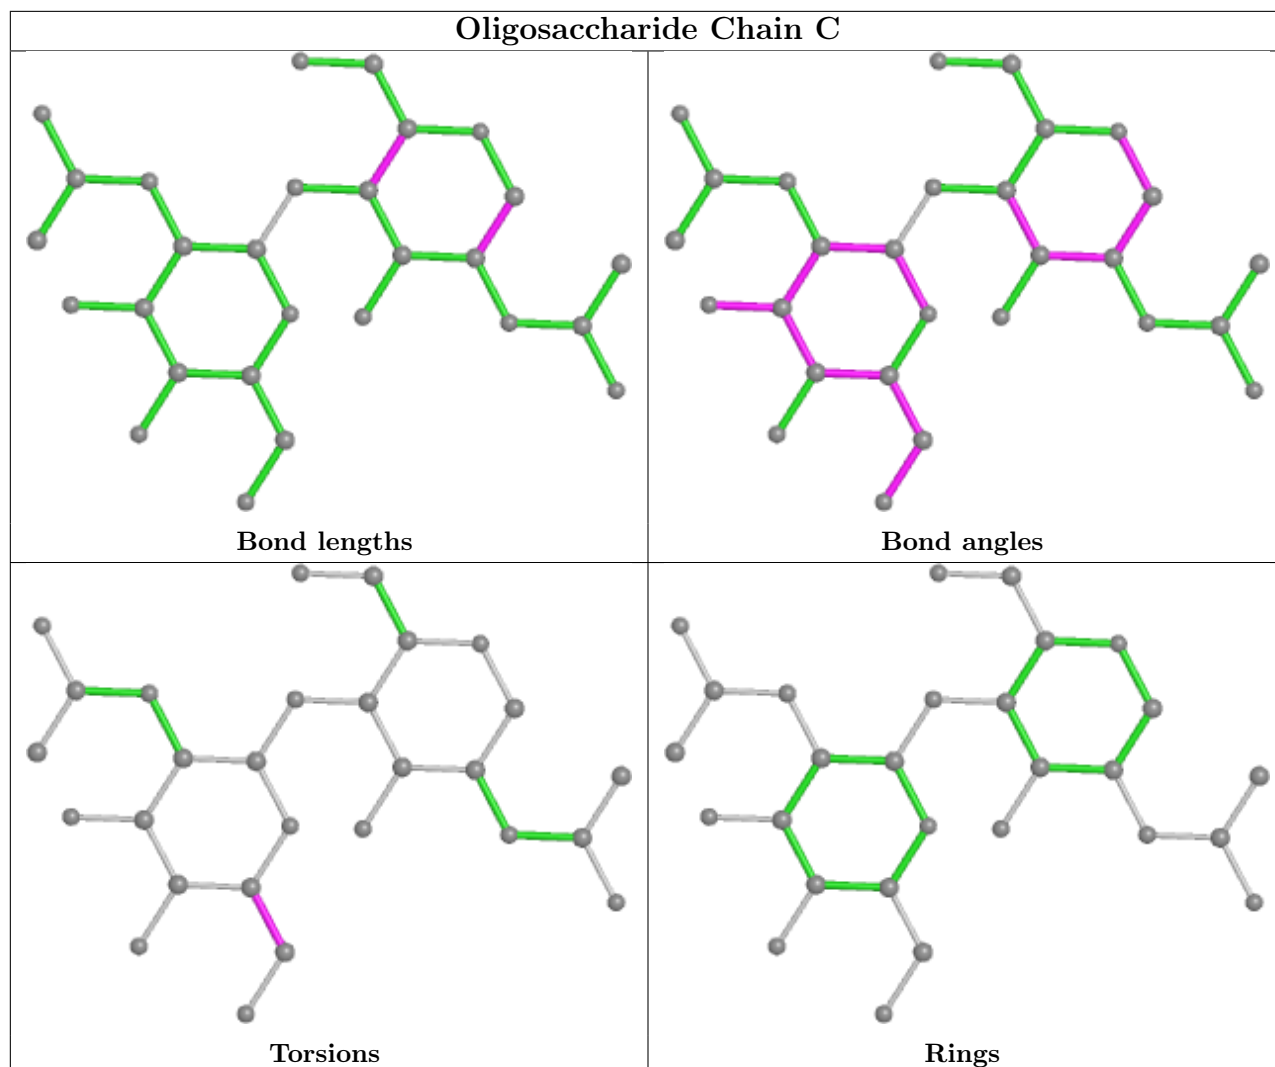 Oligosaccharide Chain C
Bond lengths
Bond angles
Torsions
Rings